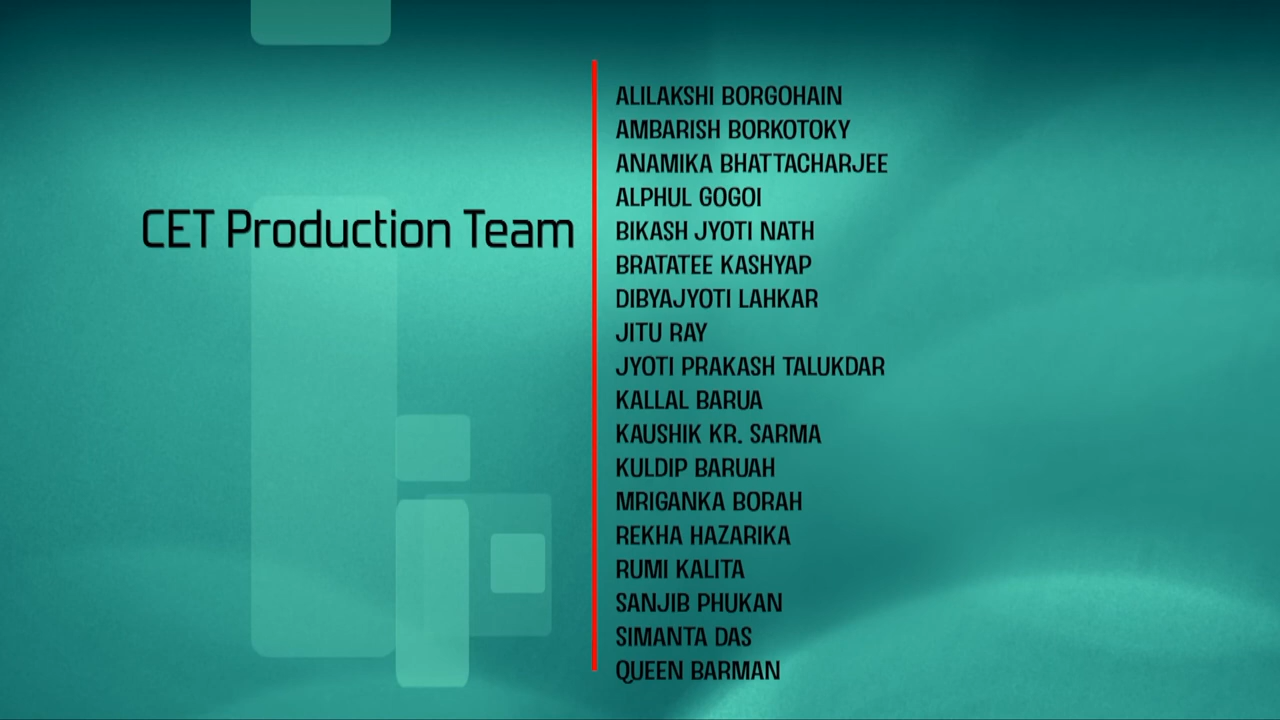 CET Production Team
ALILAKSHI BORGOHAIN
AMBARISH BORKOTOKY
ANAMIKA BHATTACHARJEE
ALPHUL GOGOI
BIKASH JYOTI NATH
BRATATEE KASHYAP
DIBYAJYOTI LAHKAR
JITU RAY
JYOTI PRAKASH TALUKDAR
KALLAL BARUA
KAUSHIK KR. SARMA
KULDIP BARUAH
MRIGANKA BORAH
REKHA HAZARIKA
RUMI KALITA
SANJIB PHUKAN
SIMANTA DAS
QUEEN BARMAN